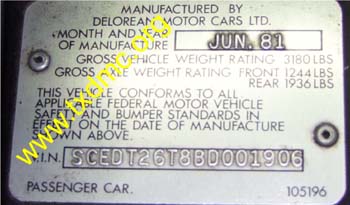 MANUFACTURED BY
DELOREAN MOTOR CARS LTD.
MONTH AND YEAR
OF MANUFACTURE JUN. 81
GROSS VEHICLE WEIGHT RATING 3180 LBS
GROSS AXLE WEIGHT RATING FRONT 1244 LBS
REAR 1936 LBS
THIS VEHICLE CONFORMS TO ALL
APPLICABLE FEDERAL MOTOR VEHICLE
SAFETY AND BUMPER STANDARDS IN
EFFECT ON THE DATE OF MANUFACTURE
SHOWN ABOVE
V.I.N. SCEDT26T8BD001906
PASSENGER CAR. 105196